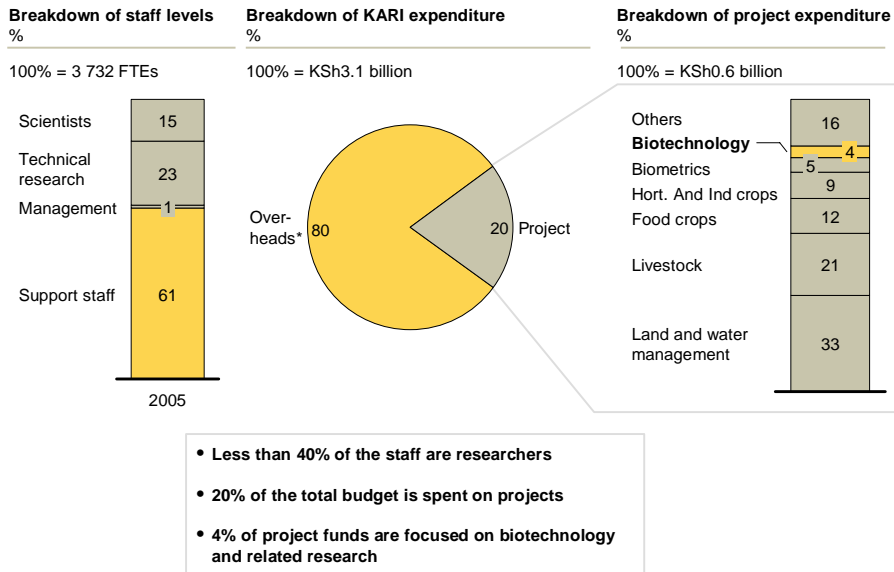 Breakdown of staff levels
%
100% = 3 732 FTEs
Scientists
15
Technical
research
23
Management
1
Support staff
61
2005
Breakdown of KARI expenditure
%
100% = KSh3.1 billion
Over-
heads*
80
20
Project
Breakdown of project expenditure
%
100% = KSh0.6 billion
Others
16
Biotechnology
4
Biometrics
5
Hort. And Ind crops
9
Food crops
12
Livestock
21
Land and water
management
33
• Less than 40% of the staff are researchers
• 20% of the total budget is spent on projects
• 4% of project funds are focused on biotechnology
and related research